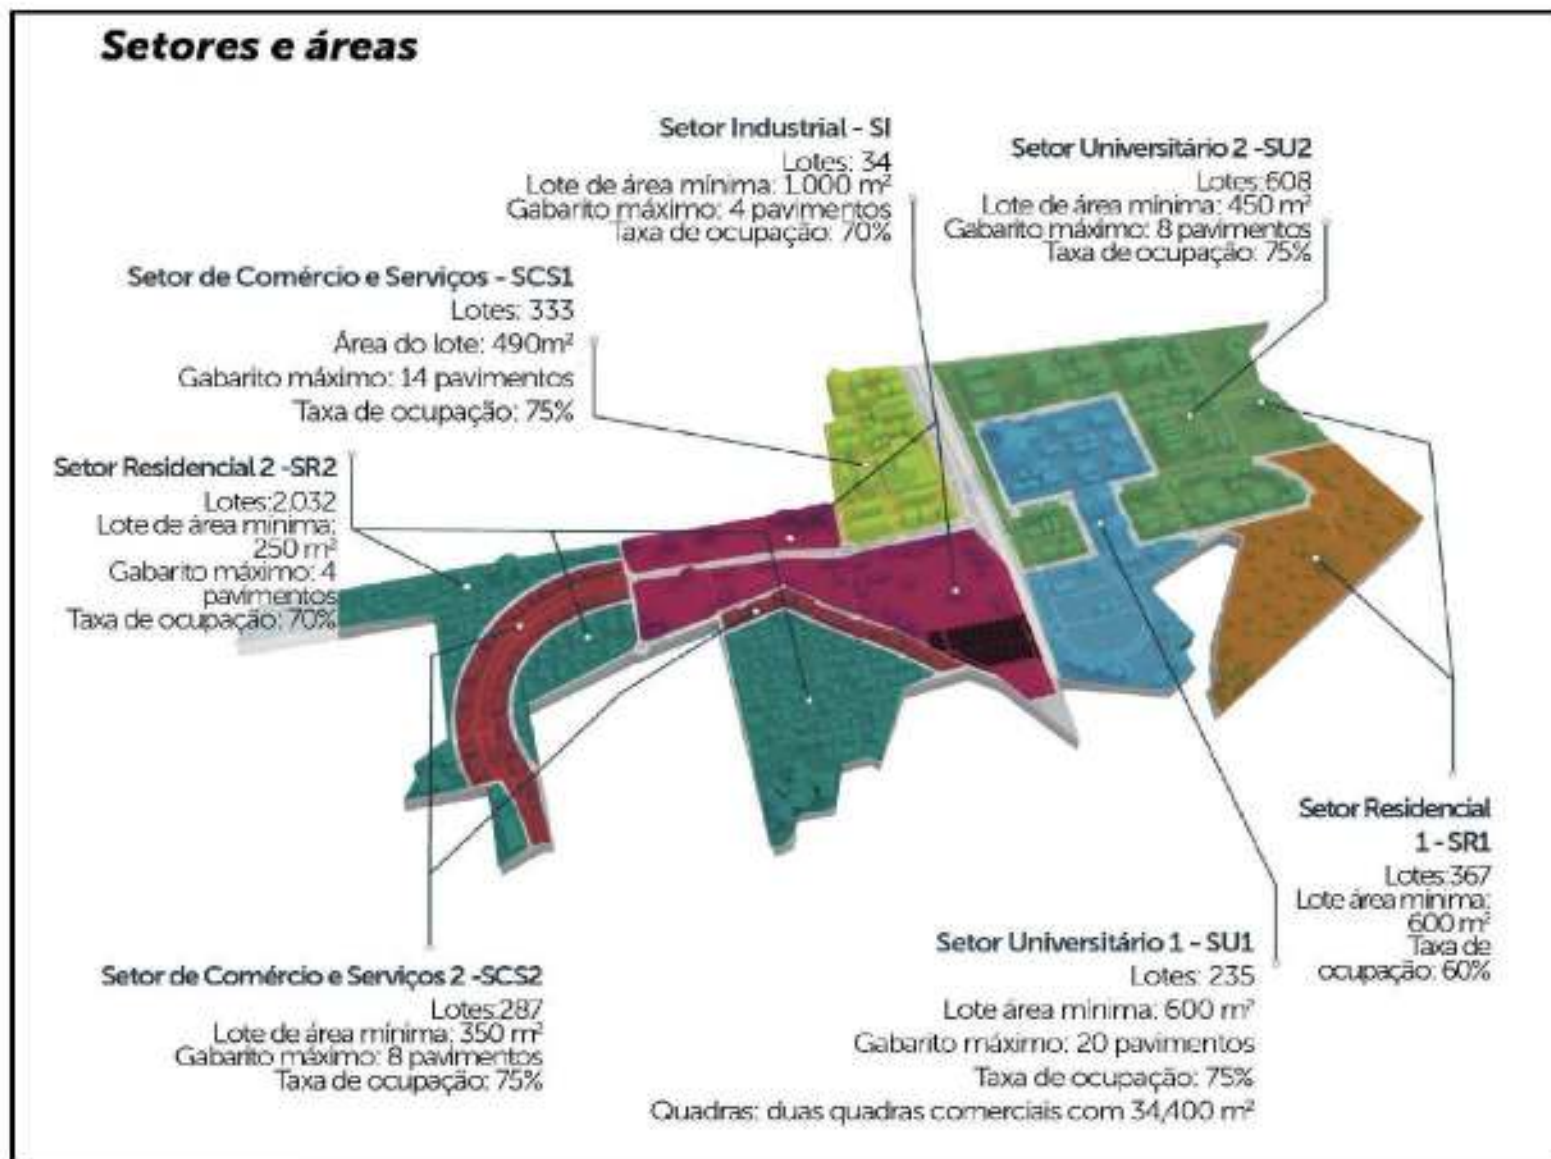 Setores e áreas
Setor Industrial - SI
Lotes: 34
Lote de área mínima: 1.000 m²
Gabarito máximo: 4 pavimentos
Taxa de ocupação: 70%
Setor Universitário 2 -SU2
Lotes:608
Lote de área mínima: 450 m²
Gabarito máximo: 8 pavimentos
Taxa de ocupação: 75%
Setor de Comércio e Serviços - SCS1
Lotes: 333
Área do lote: 490m²
Gabarito máximo: 14 pavimentos
Taxa de ocupação: 75%
Setor Residencial 2 -SR2
Lotes:2.032
Lote de área mínima:
250 m²
Gabarito máximo: 4
pavimentos
Taxa de ocupação: 70%
Setor Residencial
1 - SR1
Lotes:367
Lote área mínima:
600 m²
Taxa de
ocupação: 60%
Setor Universitário 1 - SU1
Lotes: 235
Lote área mínima: 600 m²
Gabarito máximo: 20 pavimentos
Taxa de ocupação: 75%
Quadras: duas quadras comerciais com 34,400 m²
Setor de Comércio e Serviços 2 -SCS2
Lotes:287
Lote de área mínima: 350 m²
Gabarito máximo: 8 pavimentos
Taxa de ocupação: 75%